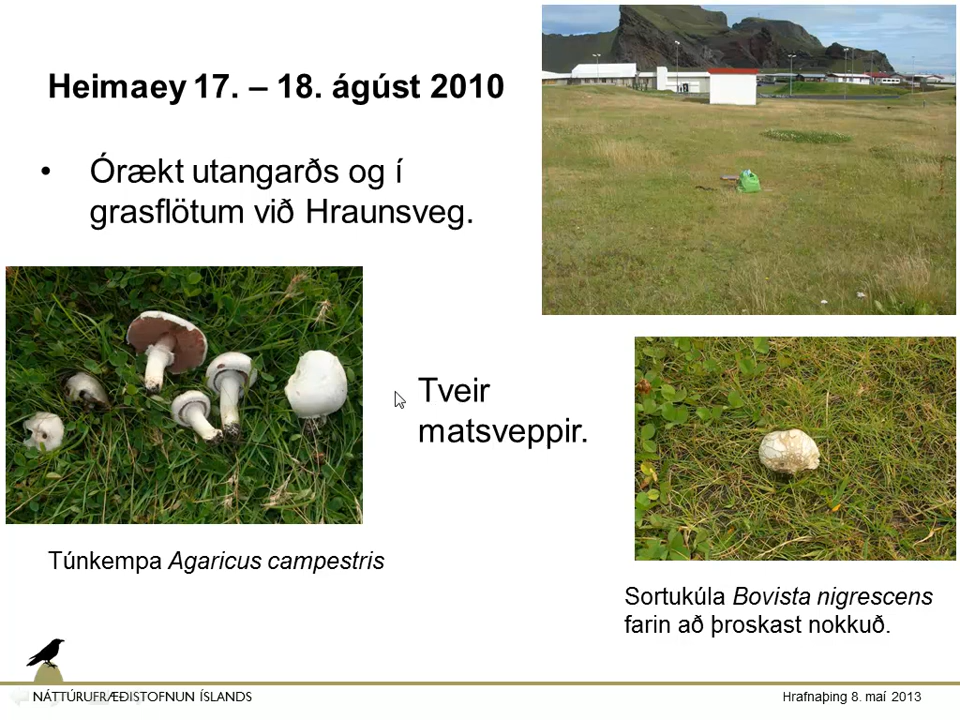 Heimaey 17. – 18. ágúst 2010
• Órækt utangarðs og í
grasflötum við Hraunsveg.
Tveir
matsveppir.
Túnkempa Agaricus campestris
Sortukúla Bovista nigrescens
farin að þroskast nokkuð.
NÁTTÚRUFRÆÐISTOFNUN ÍSLANDS
Hrafnaþing 8. maí 2013